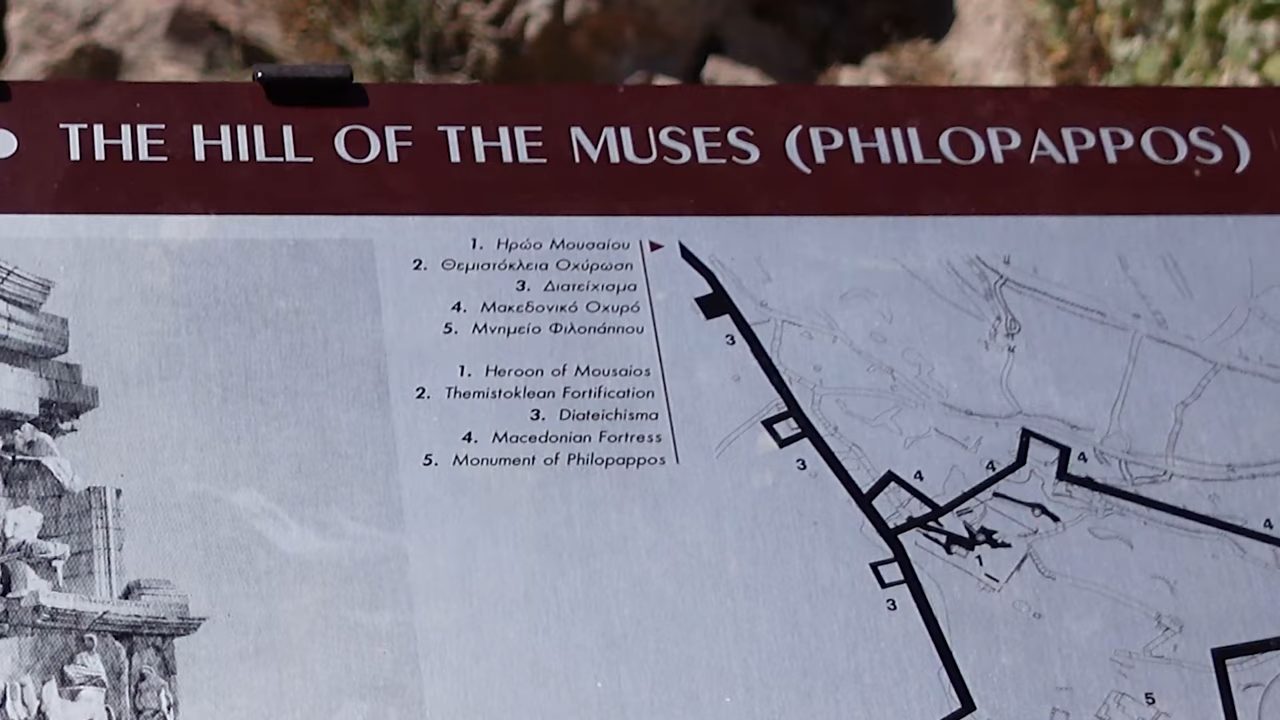 THE HILL OF THE MUSES (PHILOPAPPOS)
1. Ηρώο Μουσαίου
2. Θεμιστόκλεια Οχύρωση
3. Διατείχισμα
4. Μακεδονικό Οχυρό
5. Μνημείο Φιλοπάππου
1. Heroon of Mousaios
2. Themistoklean Fortification
3. Diateichisma
4. Macedonian Fortress
5. Monument of Philopappos
3
3
4
4
4
4
1
3
5